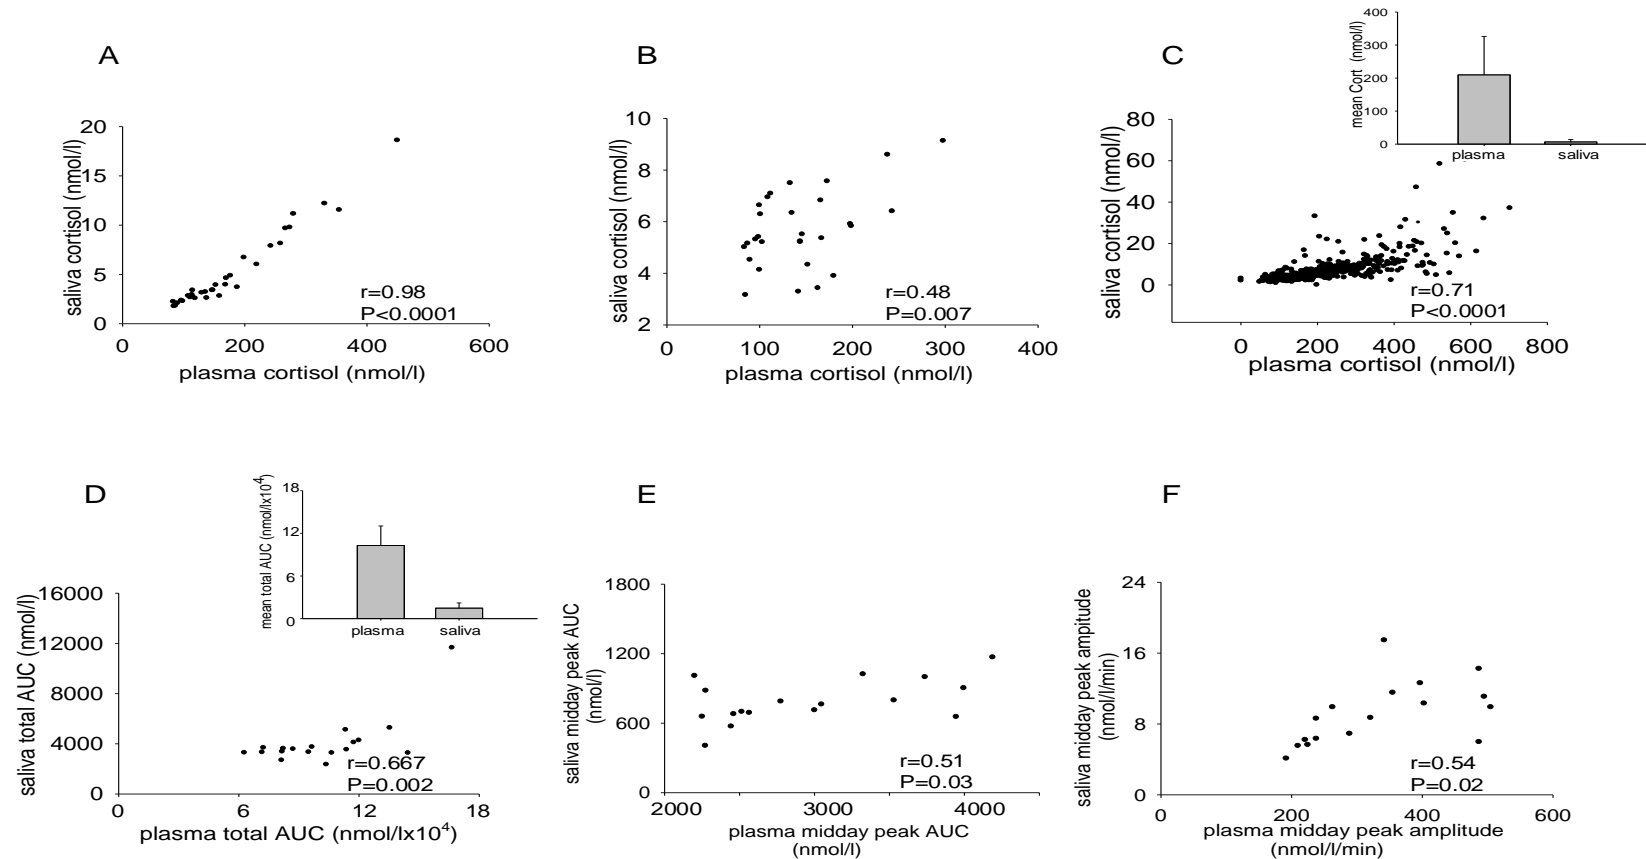 A
saliva cortisol (nmol/l)
20
15
10
5
0
0 200 400 600
r=0.98
P<0.0001
plasma cortisol (nmol/l)
B
saliva cortisol (nmol/l)
10
8
6
4
2
0 100 200 300 400
r=0.48
P=0.007
plasma cortisol (nmol/l)
C
saliva cortisol (nmol/l)
80
60
40
20
0
0 200 400 600 800
r=0.71
P<0.0001
plasma cortisol (nmol/l)
mean Cort (nmol/l)
400
300
200
100
0
plasma saliva
D
saliva total AUC (nmol/l)
16000
12000
8000
4000
0
0 6 12 18
r=0.667
P=0.002
plasma total AUC (nmol/lx10⁴)
mean total AUC (nmol/lx10⁴)
18
12
6
0
plasma saliva
E
saliva midday peak AUC
(nmol/l)
1800
1200
600
0
2000 3000 4000
r=0.51
P=0.03
plasma midday peak AUC
(nmol/l)
F
saliva midday peak ampitude
(nmol/l/min)
24
16
8
0
0 200 400 600
r=0.54
P=0.02
plasma midday peak amplitude
(nmol/l/min)